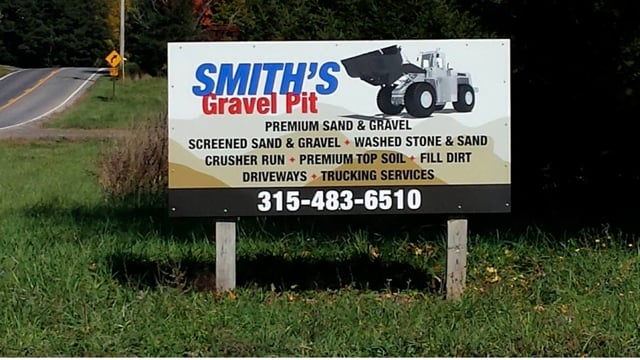 SMITH'S
Gravel Pit
PREMIUM SAND & GRAVEL
SCREENED SAND & GRAVEL • WASHED STONE & SAND
CRUSHER RUN • PREMIUM TOP SOIL • FILL DIRT
DRIVEWAYS • TRUCKING SERVICES
315-483-6510